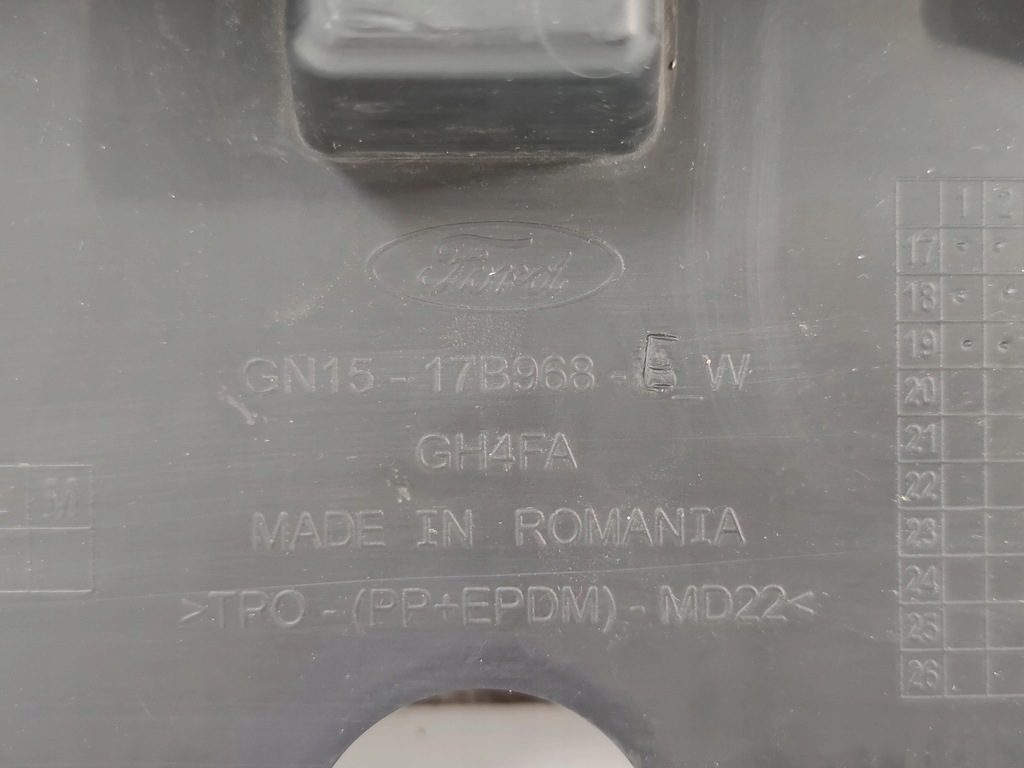 Ford
GN15 - 17B968 - E_W
GH4FA
MADE IN ROMANIA
>TPO - (PP+EPDM) - MD22<
M
1 2
17
18
19
20
21
22
23
24
25
26